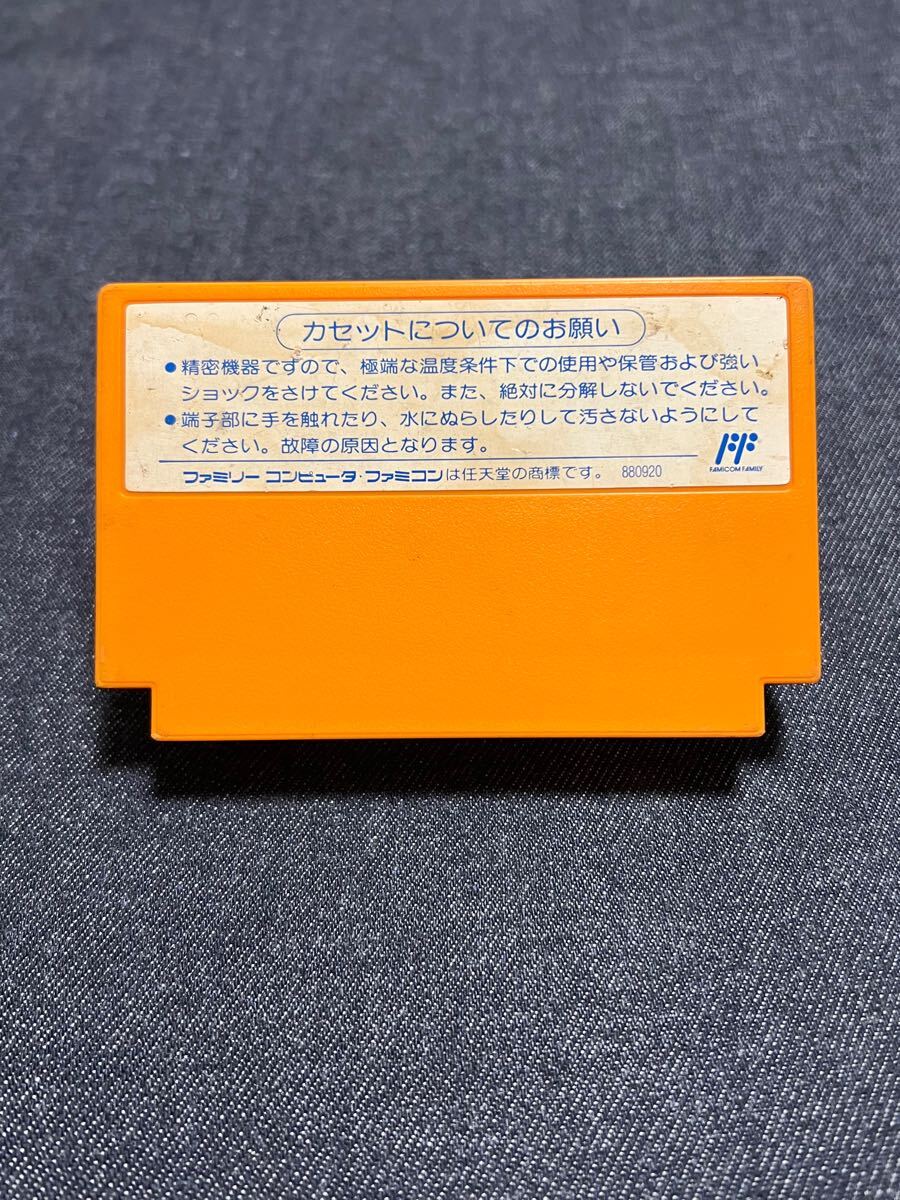 カセットについてのお願い
●精密機器ですので、極端な温度条件下での使用や保管および強い
ショックをさけてください。また、絶対に分解しないでください。
●端子部に手を触れたり、水にぬらしたりして汚さないようにして
ください。故障の原因となります。
FAMICOM FAMILY
ファミリーコンピュータ・ファミコンは任天堂の商標です。 880920